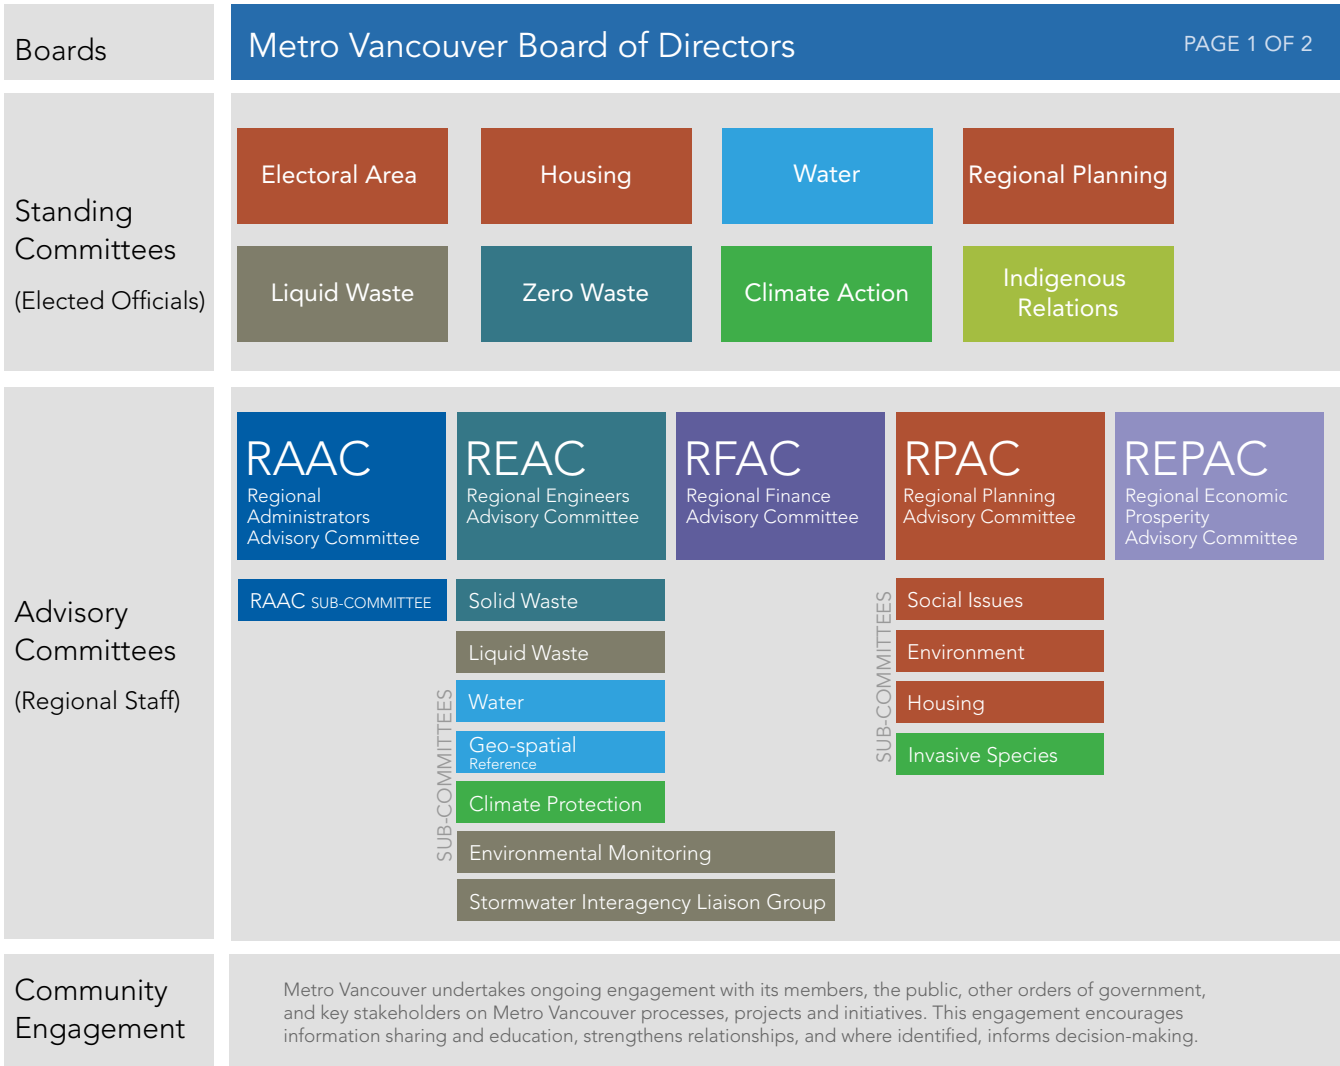 Boards
Metro Vancouver Board of Directors
PAGE 1 OF 2
Standing
Committees
(Elected Officials)
Electoral Area
Housing
Water
Regional Planning
Liquid Waste
Zero Waste
Climate Action
Indigenous
Relations
Advisory
Committees
(Regional Staff)
RAAC
Regional
Administrators
Advisory Committee
RAAC SUB-COMMITTEE
REAC
Regional Engineers
Advisory Committee
SUB-COMMITTEES
Solid Waste
Liquid Waste
Water
Geo-spatial
Reference
Climate Protection
Environmental Monitoring
Stormwater Interagency Liaison Group
RFAC
Regional Finance
Advisory Committee
RPAC
Regional Planning
Advisory Committee
SUB-COMMITTEES
Social Issues
Environment
Housing
Invasive Species
REPAC
Regional Economic
Prosperity
Advisory Committee
Community
Engagement
Metro Vancouver undertakes ongoing engagement with its members, the public, other orders of government,
and key stakeholders on Metro Vancouver processes, projects and initiatives. This engagement encourages
information sharing and education, strengthens relationships, and where identified, informs decision-making.